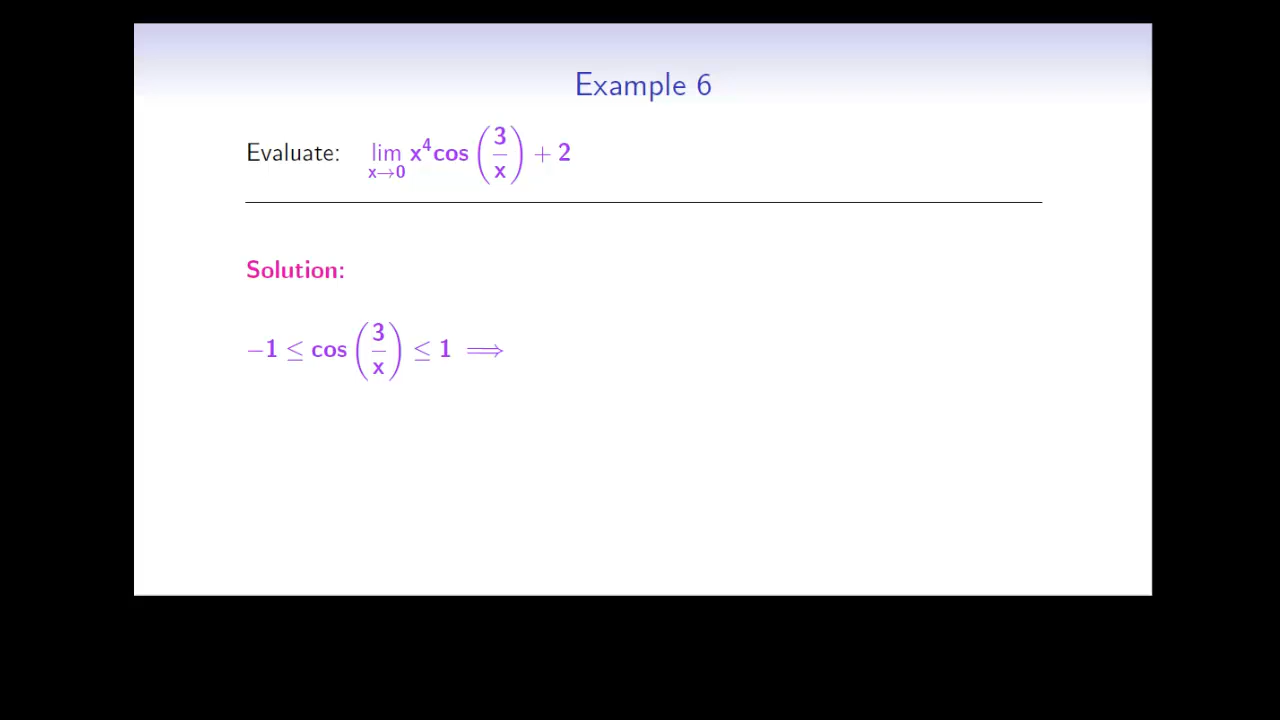 Example 6
Evaluate: lim x→0 x⁴cos(3/x) + 2
Solution:
−1 ≤ cos(3/x) ≤ 1 ⟹